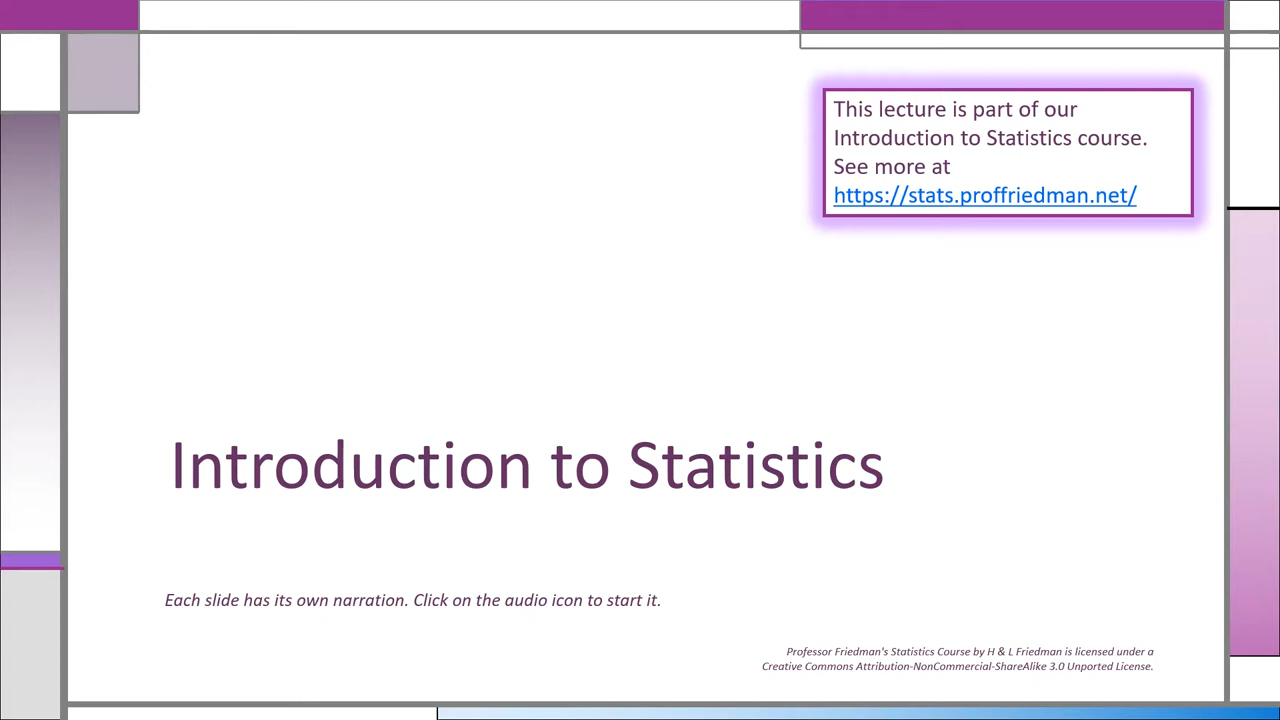 This lecture is part of our
Introduction to Statistics course.
See more at
https://stats.proffriedman.net/
Introduction to Statistics
Each slide has its own narration. Click on the audio icon to start it.
Professor Friedman's Statistics Course by H & L Friedman is licensed under a
Creative Commons Attribution-NonCommercial-ShareAlike 3.0 Unported License.